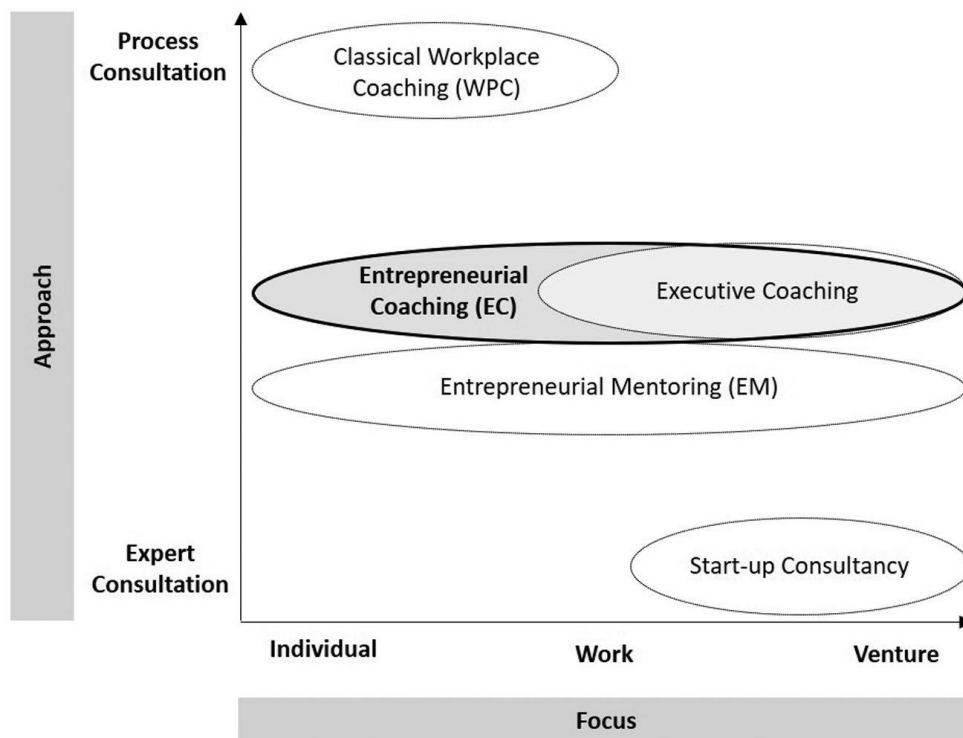 Process
Consultation
Classical Workplace
Coaching (WPC)
Approach
Entrepreneurial
Coaching (EC)
Executive Coaching
Entrepreneurial Mentoring (EM)
Expert
Consultation
Start-up Consultancy
Individual
Work
Venture
Focus